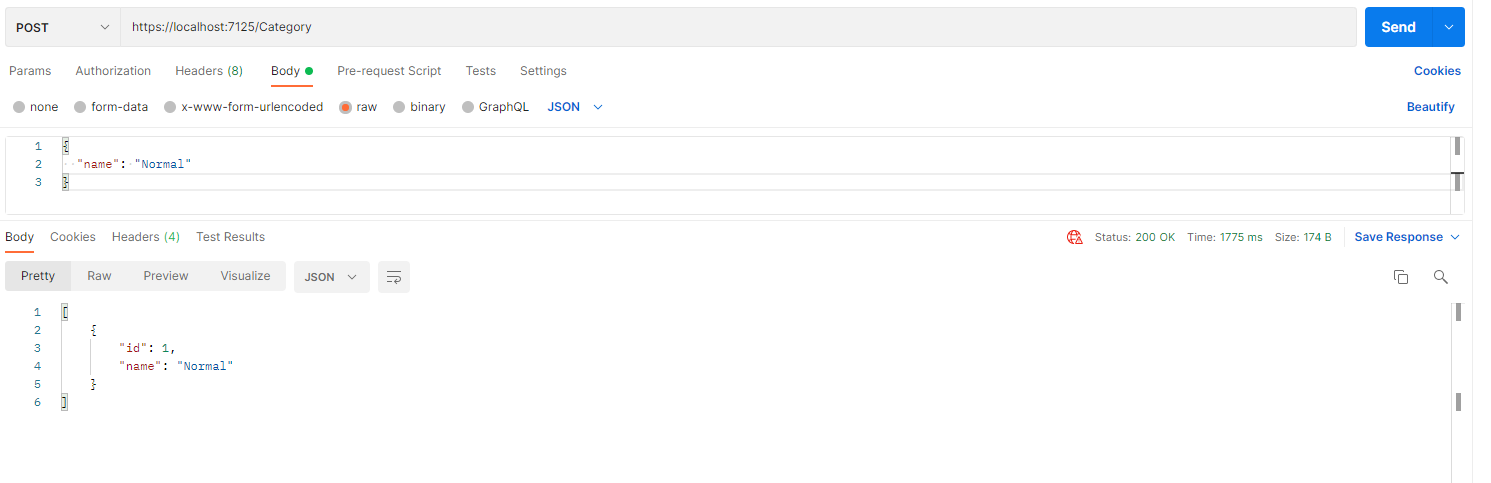 POST https://localhost:7125/Category Send
Params Authorization Headers (8) Body Pre-request Script Tests Settings Cookies
none form-data x-www-form-urlencoded raw binary GraphQL JSON Beautify
1 {
2 "name": "Normal"
3 }
Body Cookies Headers (4) Test Results Status: 200 OK Time: 1775 ms Size: 174 B Save Response
Pretty Raw Preview Visualize JSON
1 [
2 {
3 "id": 1,
4 "name": "Normal"
5 }
6 ]